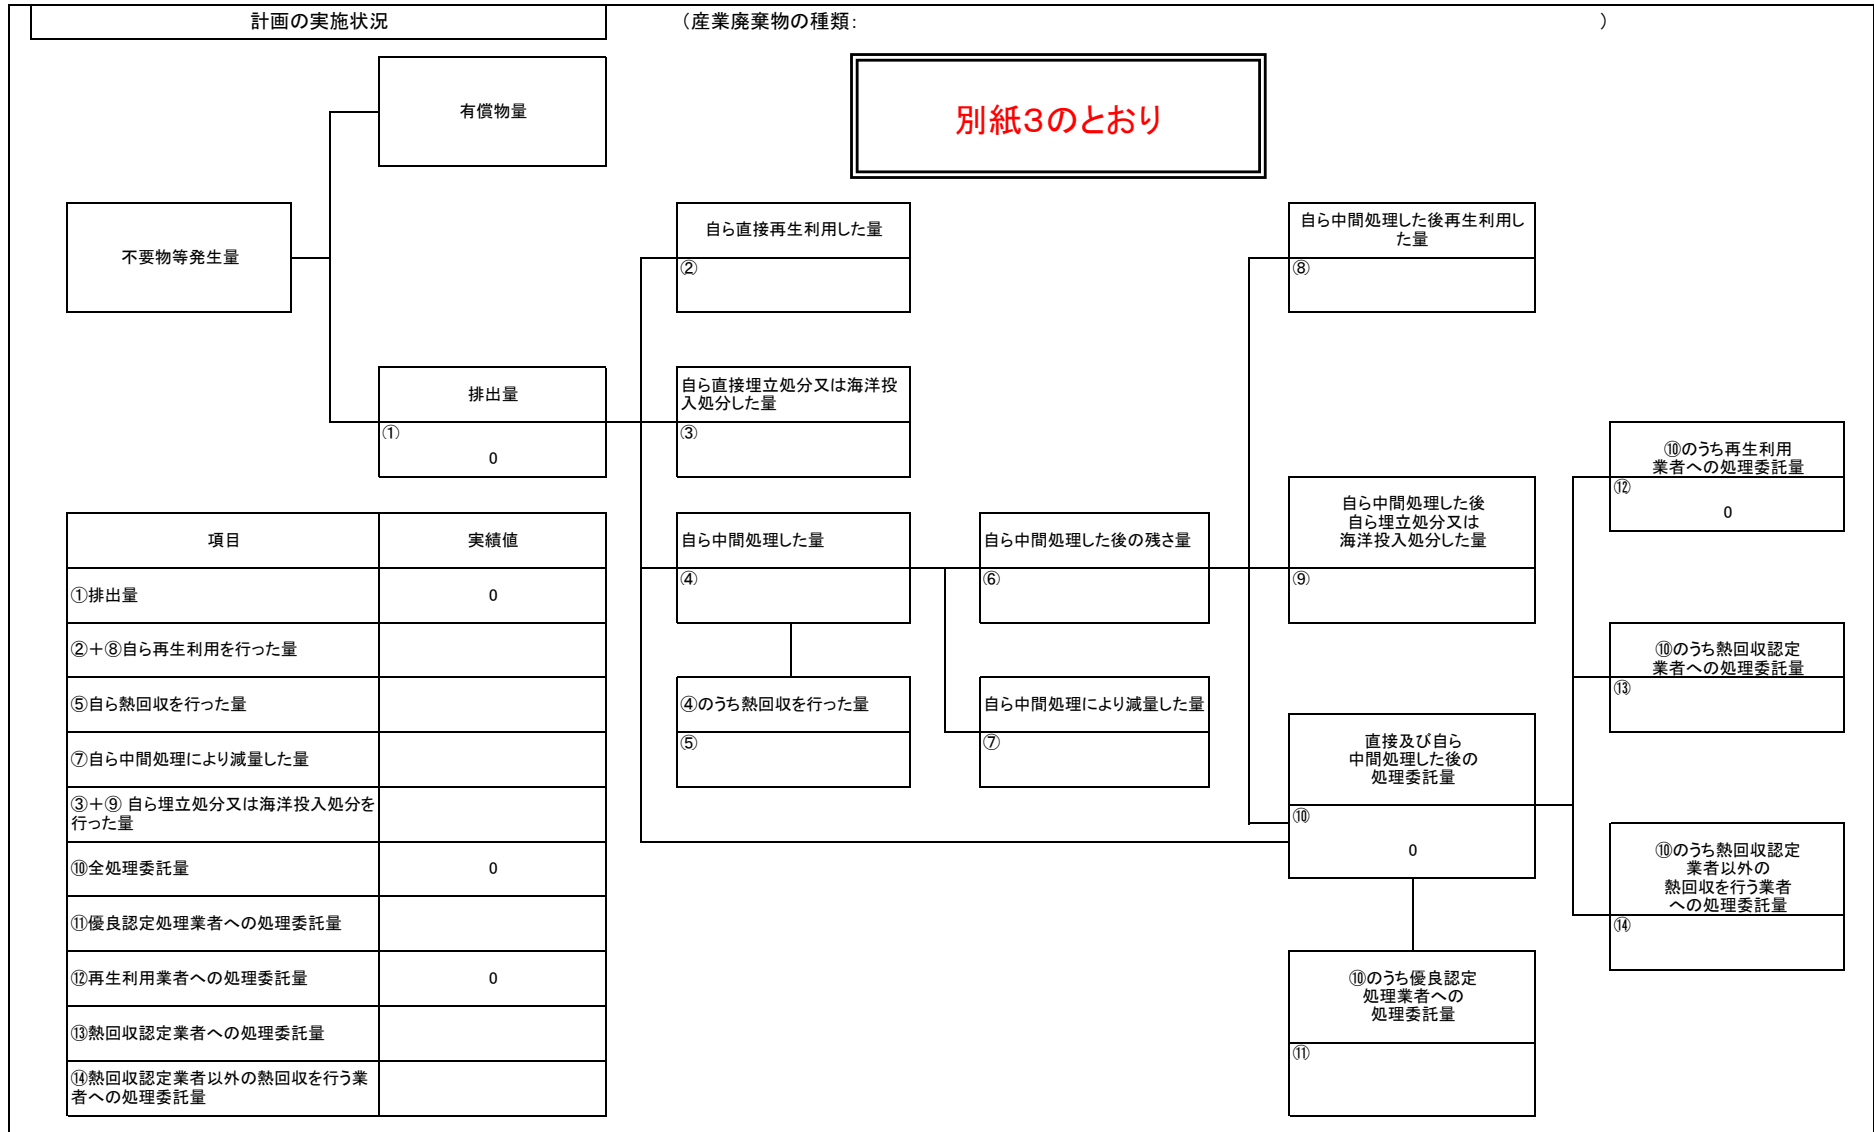 計画の実施状況
（産業廃棄物の種類： ）
有償物量
別紙３のとおり
不要物等発生量
自ら直接再生利用した量
②
自ら中間処理した後再生利用し
た量
⑧
排出量
①
0
自ら直接埋立処分又は海洋投
入処分した量
③
⑩のうち再生利用
業者への処理委託量
⑫
0
項目
実績値
①排出量
0
②＋⑧自ら再生利用を行った量
⑤自ら熱回収を行った量
⑦自ら中間処理により減量した量
③＋⑨ 自ら埋立処分又は海洋投入処分を
行った量
⑩全処理委託量
0
⑪優良認定処理業者への処理委託量
⑫再生利用業者への処理委託量
0
⑬熱回収認定業者への処理委託量
⑭熱回収認定業者以外の熱回収を行う業
者への処理委託量
自ら中間処理した量
④
自ら中間処理した後の残さ量
⑥
自ら中間処理した後
自ら埋立処分又は
海洋投入処分した量
⑨
④のうち熱回収を行った量
⑤
自ら中間処理により減量した量
⑦
⑩のうち熱回収認定
業者への処理委託量
⑬
直接及び自ら
中間処理した後の
処理委託量
⑩
0
⑩のうち熱回収認定
業者以外の
熱回収を行う業者
への処理委託量
⑭
⑩のうち優良認定
処理業者への
処理委託量
⑪